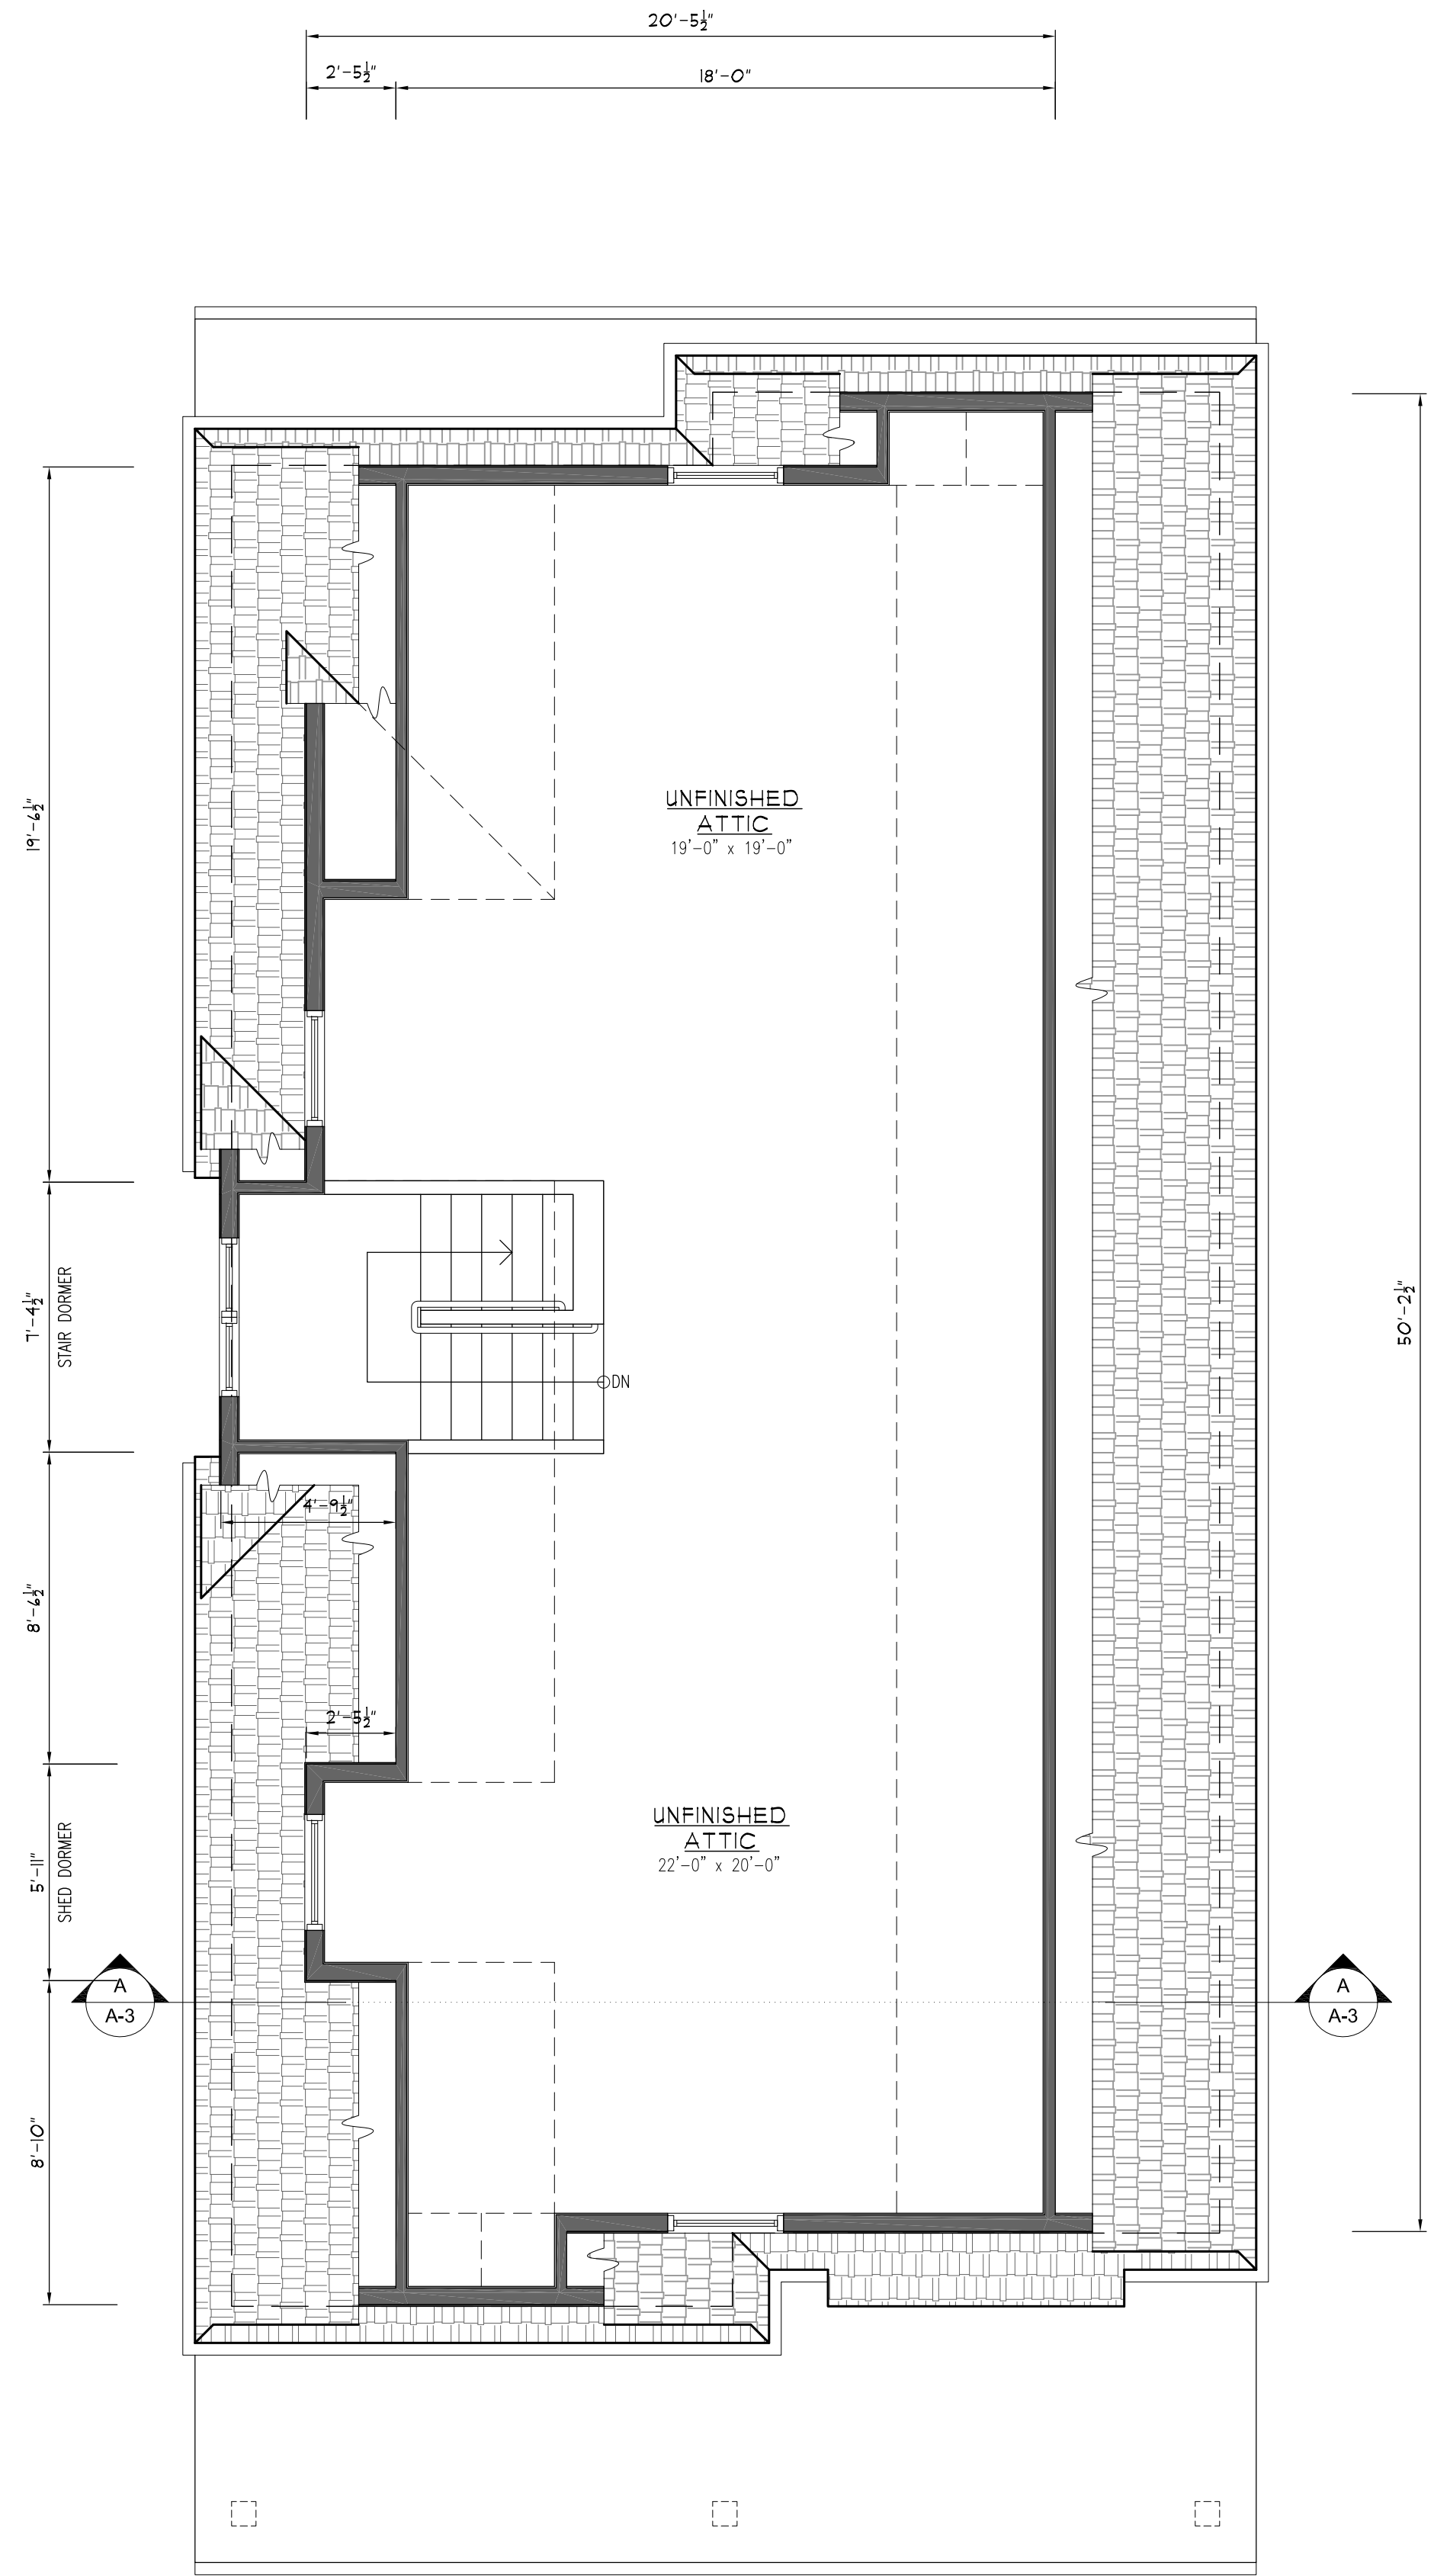 20'-5½"
2'-5½"
18'-0"
19'-6½"
UNFINISHED
ATTIC
19'-0" x 19'-0"
7'-4½"
STAIR DORMER
DN
50'-2½"
4'-9½"
8'-6½"
2'-5½"
UNFINISHED
ATTIC
22'-0" x 20'-0"
5'-11"
SHED DORMER
A
A-3
A
A-3
8'-10"